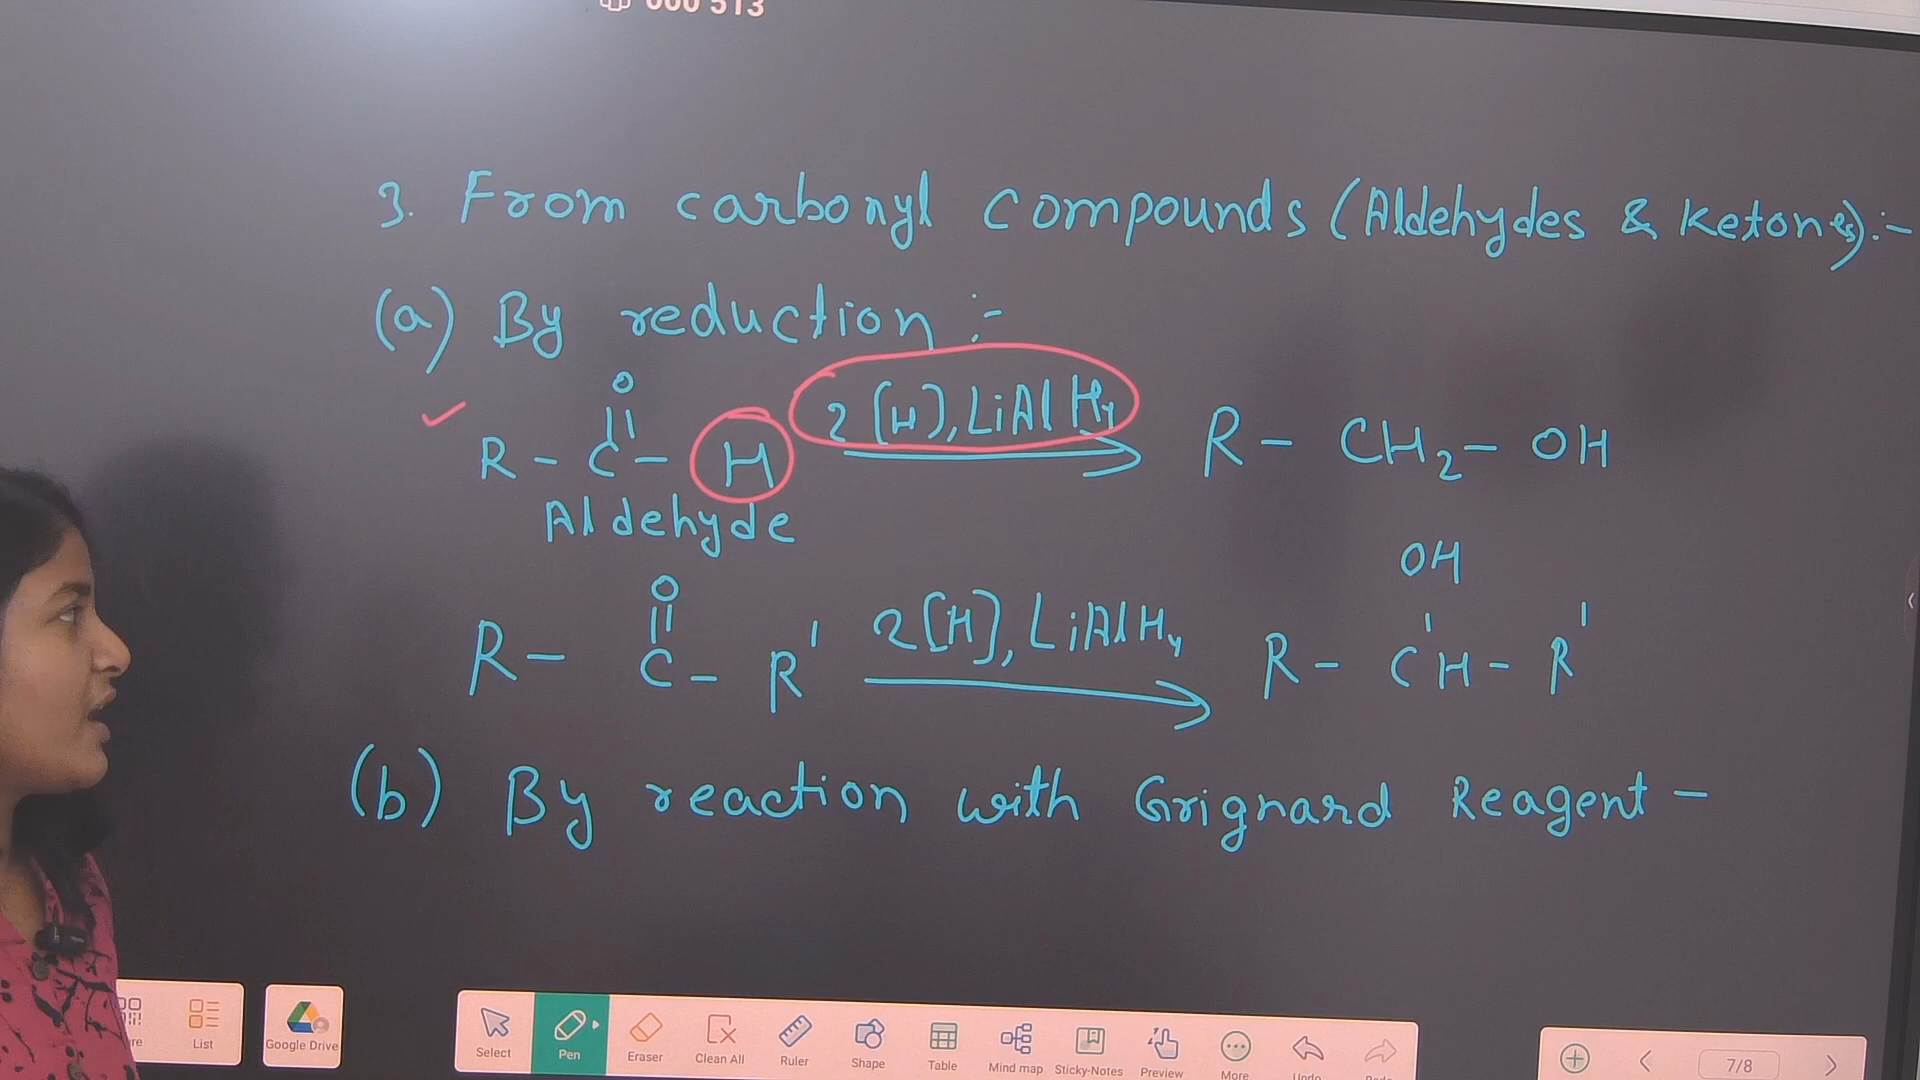 3. From carbonyl compounds (Aldehydes & Ketones):-
(a) By reduction :-
O
||
R - C - H 2[H], LiAlH4 R - CH2 - OH
Aldehyde
O OH
|| |
R - C - R' 2[H], LiAlH4 R - CH - R'
(b) By reaction with Grignard Reagent -
List Google Drive Select Pen Eraser Clean All Ruler Shape Table Mind map Sticky-Notes Preview More 7/8